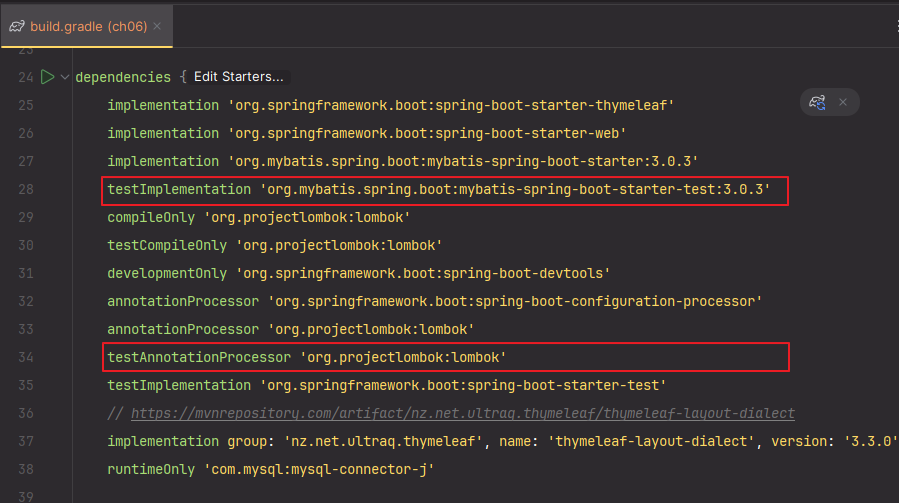 build.gradle (ch06)
23
24 dependencies { Edit Starters...
25 implementation 'org.springframework.boot:spring-boot-starter-thymeleaf'
26 implementation 'org.springframework.boot:spring-boot-starter-web'
27 implementation 'org.mybatis.spring.boot:mybatis-spring-boot-starter:3.0.3'
28 testImplementation 'org.mybatis.spring.boot:mybatis-spring-boot-starter-test:3.0.3'
29 compileOnly 'org.projectlombok:lombok'
30 testCompileOnly 'org.projectlombok:lombok'
31 developmentOnly 'org.springframework.boot:spring-boot-devtools'
32 annotationProcessor 'org.springframework.boot:spring-boot-configuration-processor'
33 annotationProcessor 'org.projectlombok:lombok'
34 testAnnotationProcessor 'org.projectlombok:lombok'
35 testImplementation 'org.springframework.boot:spring-boot-starter-test'
36 // https://mvnrepository.com/artifact/nz.net.ultraq.thymeleaf/thymeleaf-layout-dialect
37 implementation group: 'nz.net.ultraq.thymeleaf', name: 'thymeleaf-layout-dialect', version: '3.3.0'
38 runtimeOnly 'com.mysql:mysql-connector-j'
39